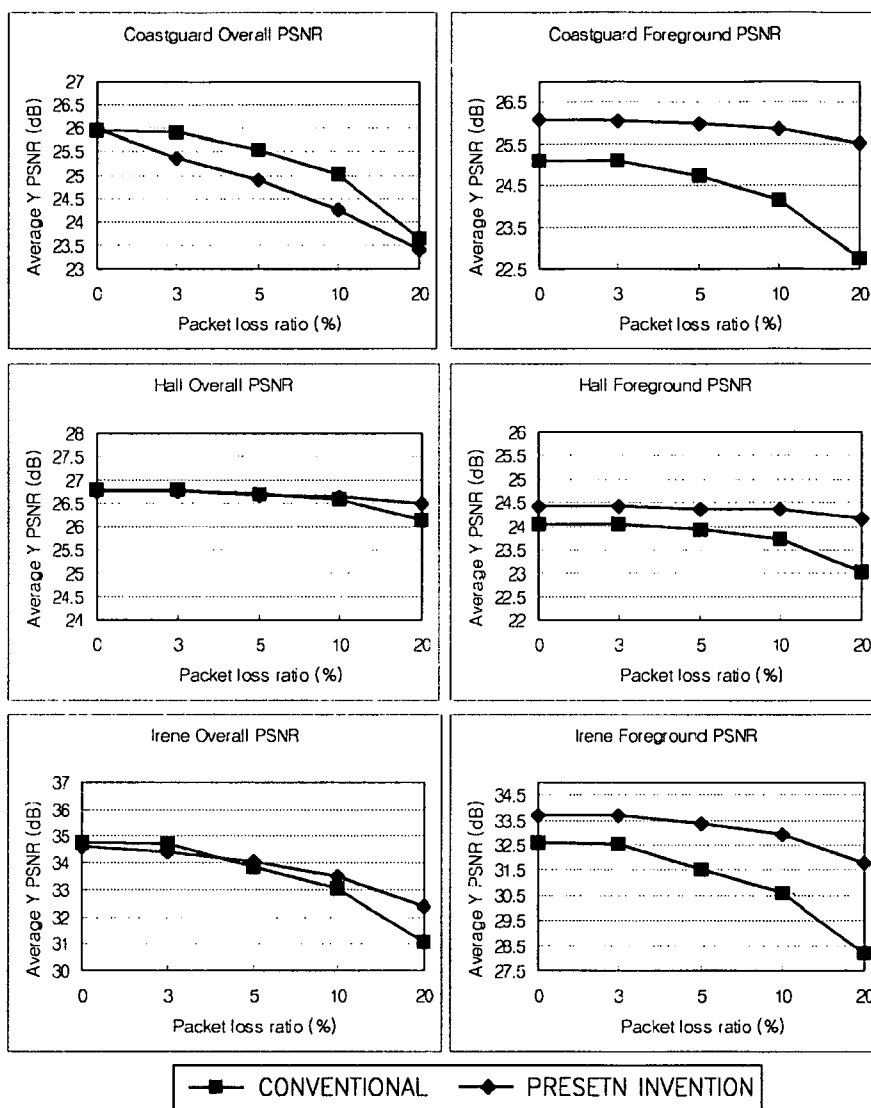 Coastguard Overall PSNR
Average Y PSNR (dB)
27
26.5
26
25.5
25
24.5
24
23.5
23
0 3 5 10 20
Packet loss ratio (%)
Coastguard Foreground PSNR
Average Y PSNR (dB)
26.5
25.5
24.5
23.5
22.5
0 3 5 10 20
Packet loss ratio (%)
Hall Overall PSNR
Average Y PSNR (dB)
28
27.5
27
26.5
26
25.5
25
24.5
24
0 3 5 10 20
Packet loss ratio (%)
Hall Foreground PSNR
Average Y PSNR (dB)
26
25.5
25
24.5
24
23.5
23
22.5
22
0 3 5 10 20
Packet loss ratio (%)
Irene Overall PSNR
Average Y PSNR (dB)
37
36
35
34
33
32
31
30
0 3 5 10 20
Packet loss ratio (%)
Irene Foreground PSNR
Average Y PSNR (dB)
34.5
33.5
32.5
31.5
30.5
29.5
28.5
27.5
0 3 5 10 20
Packet loss ratio (%)
CONVENTIONAL PRESETN INVENTION